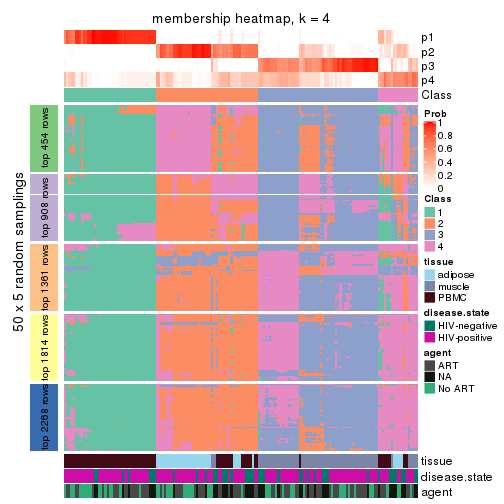 membership heatmap, k = 4
p1
p2
p3
p4
Class
50 x 5 random samplings
top 454 rows
top 908 rows
top 1361 rows
top 1814 rows
top 2268 rows
Prob
1
0.8
0.6
0.4
0.2
0
Class
1
2
3
4
tissue
adipose
muscle
PBMC
disease.state
HIV-negative
HIV-positive
agent
ART
NA
No ART
tissue
disease.state
agent